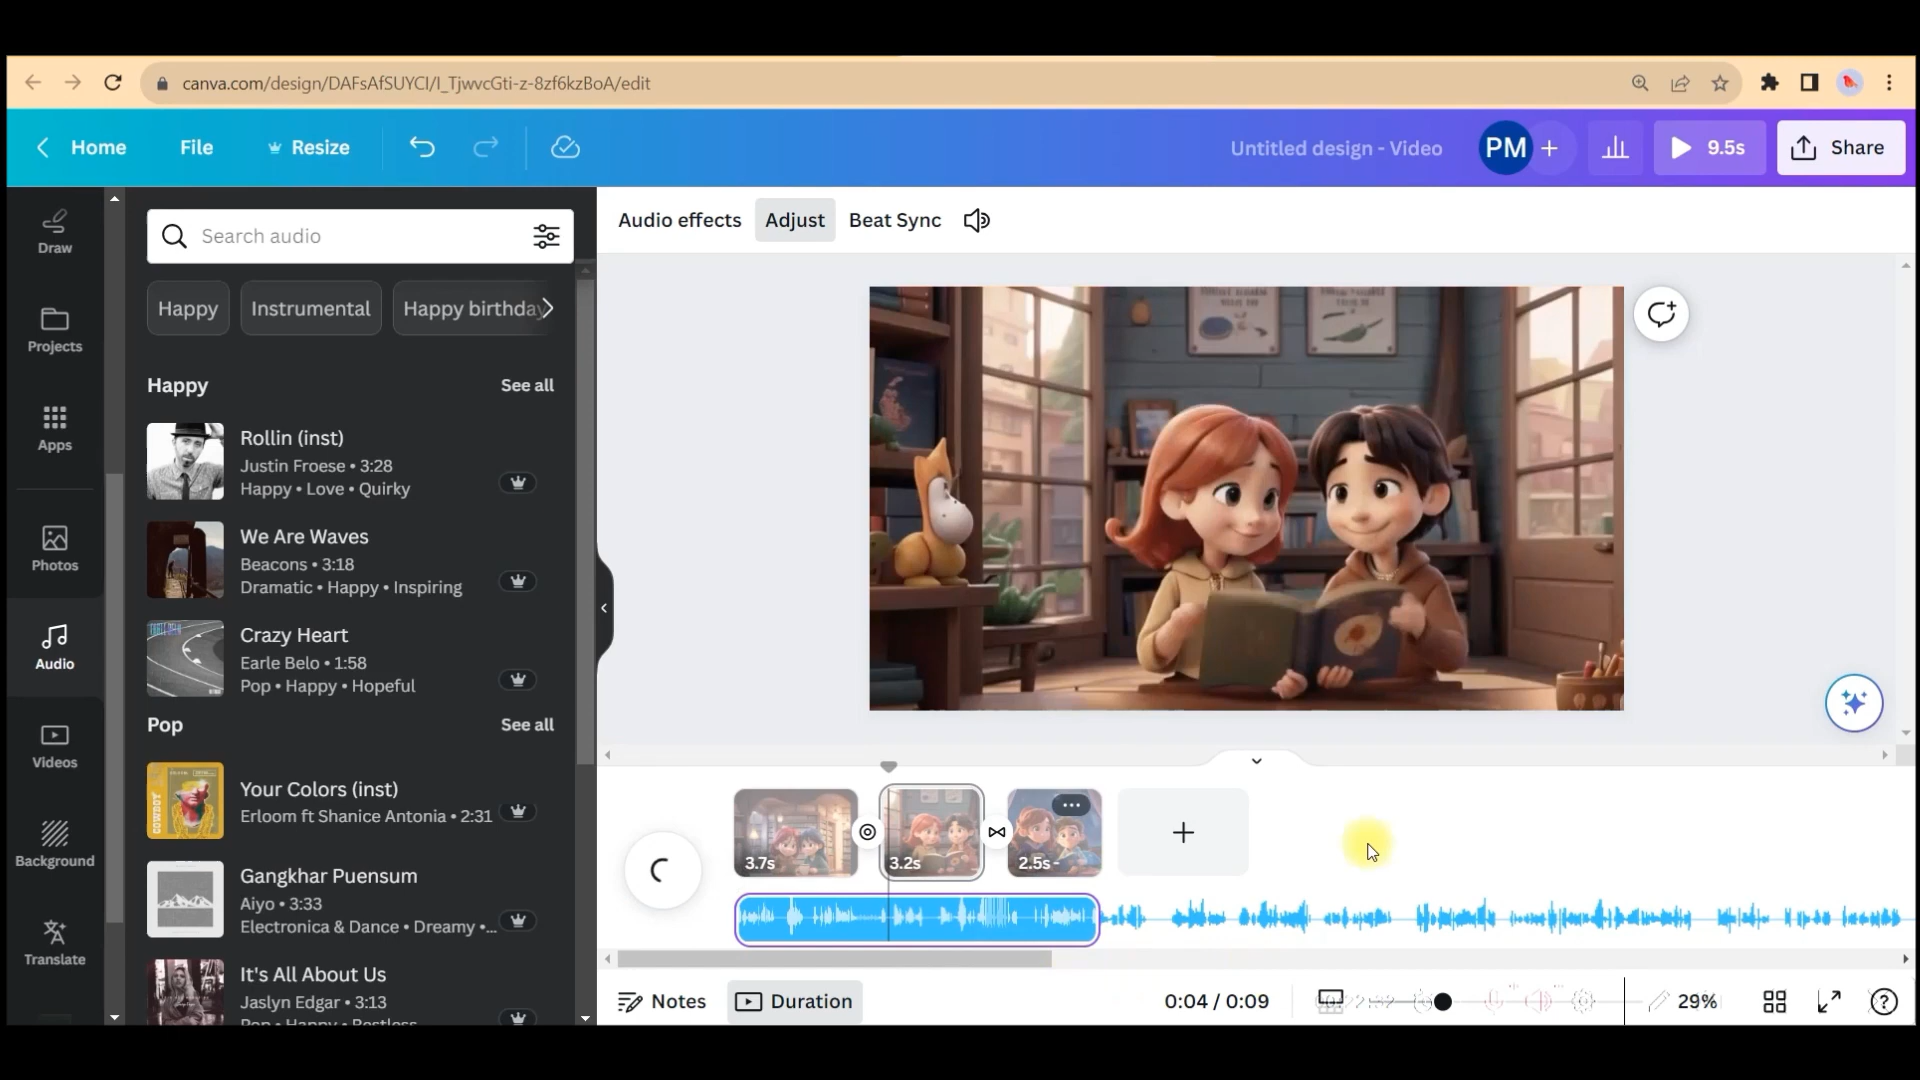 canva.com/design/DAFsAfSUYCI/I_TjwvcGti-z-8zf6kzBoA/edit
Home File Resize Untitled design - Video PM + 9.5s Share
Draw
Projects
Apps
Photos
Audio
Videos
Background
Translate
Search audio
Happy Instrumental Happy birthday
Happy See all
Rollin (inst)
Justin Froese • 3:28
Happy • Love • Quirky
We Are Waves
Beacons • 3:18
Dramatic • Happy • Inspiring
Crazy Heart
Earle Belo • 1:58
Pop • Happy • Hopeful
Pop See all
Your Colors (inst)
Erloom ft Shanice Antonia • 2:31
Gangkhar Puensum
Aiyo • 3:33
Electronica & Dance • Dreamy •...
It's All About Us
Jaslyn Edgar • 3:13
Pop • Happy • Restless
Audio effects Adjust Beat Sync
3.7s 3.2s 2.5s-
Notes Duration 0:04 / 0:09 29%